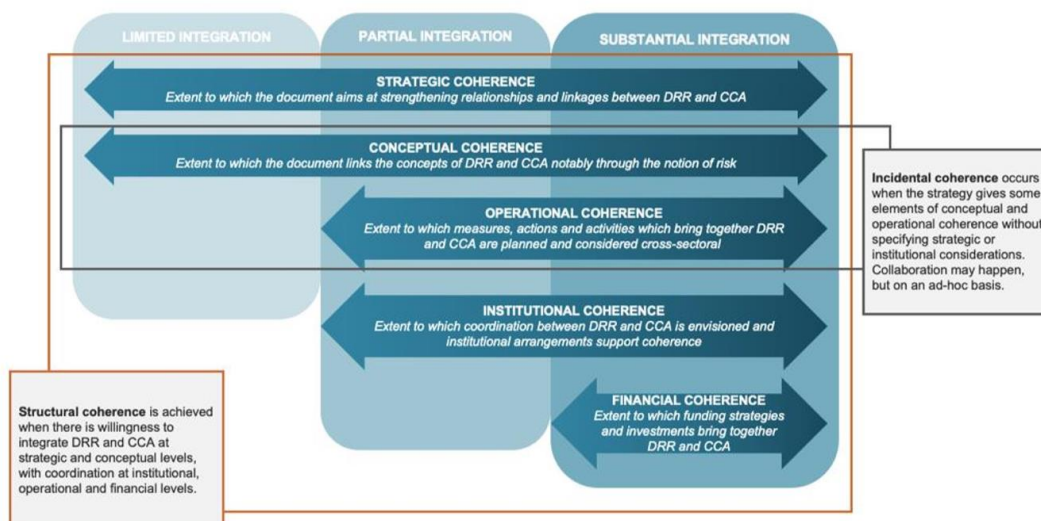 LIMITED INTEGRATION
PARTIAL INTEGRATION
SUBSTANTIAL INTEGRATION
STRATEGIC COHERENCE
Extent to which the document aims at strengthening relationships and linkages between DRR and CCA
CONCEPTUAL COHERENCE
Extent to which the document links the concepts of DRR and CCA notably through the notion of risk
OPERATIONAL COHERENCE
Extent to which measures, actions and activities which bring together DRR
and CCA are planned and considered cross-sectoral
Incidental coherence occurs
when the strategy gives some
elements of conceptual and
operational coherence without
specifying strategic or
institutional considerations.
Collaboration may happen,
but on an ad-hoc basis.
INSTITUTIONAL COHERENCE
Extent to which coordination between DRR and CCA is envisioned and
institutional arrangements support coherence
FINANCIAL COHERENCE
Extent to which funding strategies
and investments bring together
DRR and CCA
Structural coherence is achieved
when there is willingness to
integrate DRR and CCA at
strategic and conceptual levels,
with coordination at institutional,
operational and financial levels.